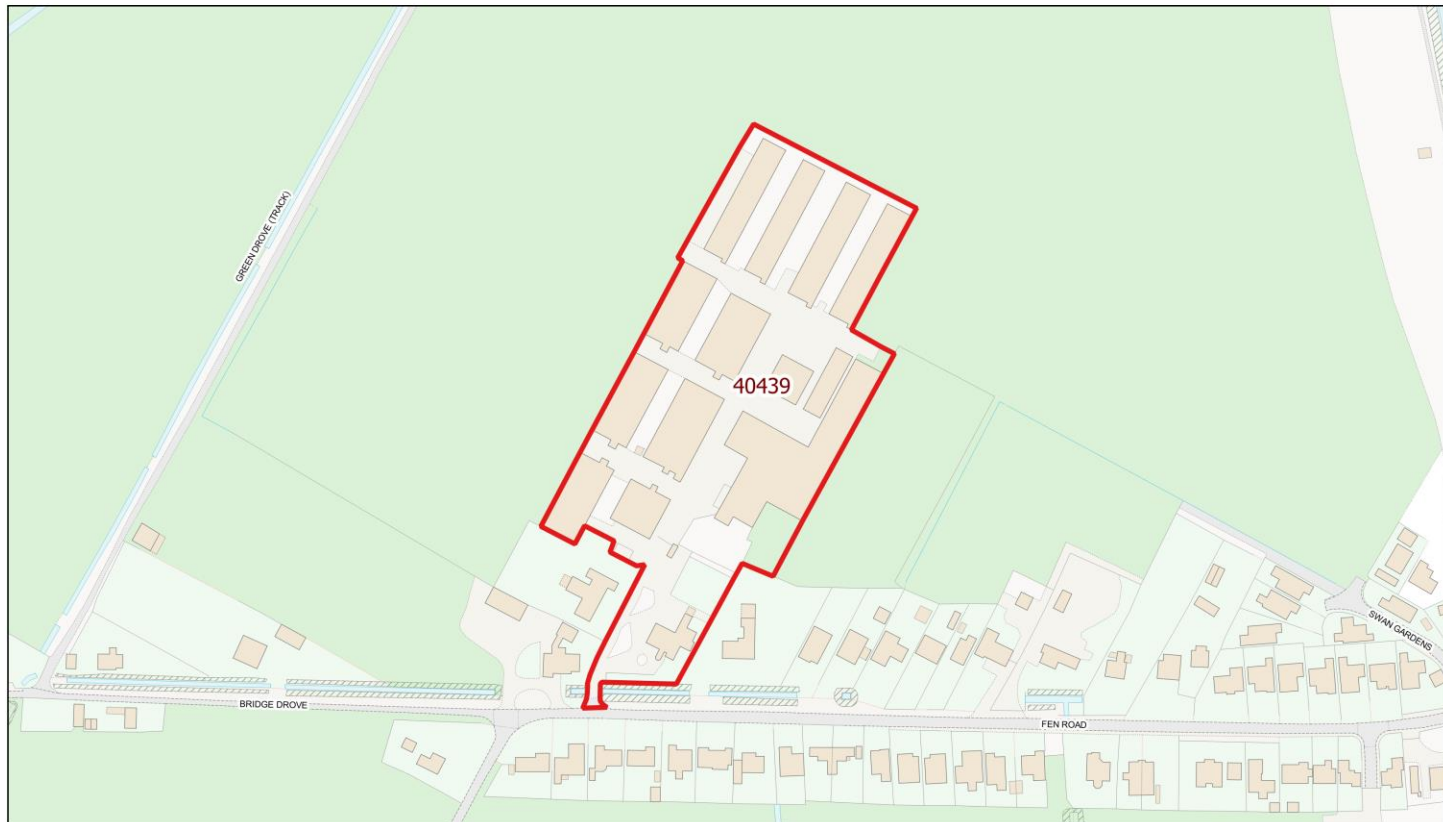 GREEN DROVE (TRACK)
40439
SWAN GARDENS
BRIDGE DROVE
FEN ROAD